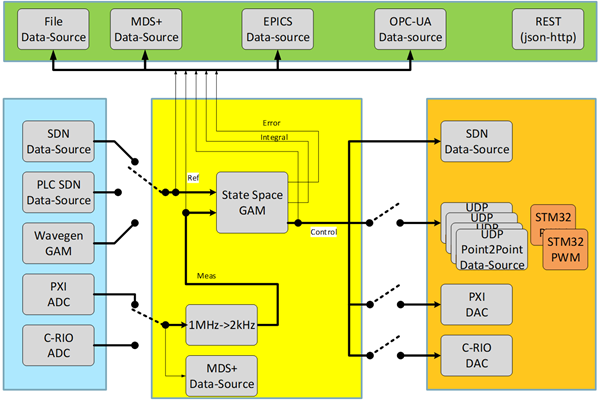 File
Data-Source
MDS+
Data-Source
EPICS
Data-source
OPC-UA
Data-source
REST
(json-http)
Error
Integral
SDN
Data-Source
PLC SDN
Data-Source
Wavegen
GAM
PXI
ADC
C-RIO
ADC
Ref
State Space
GAM
Control
Meas
1MHz->2kHz
MDS+
Data-Source
SDN
Data-Source
UDP
UDP
UDP
UDP
Point2Point
Data-Source
STM32
P
STM32
PWM
PXI
DAC
C-RIO
DAC